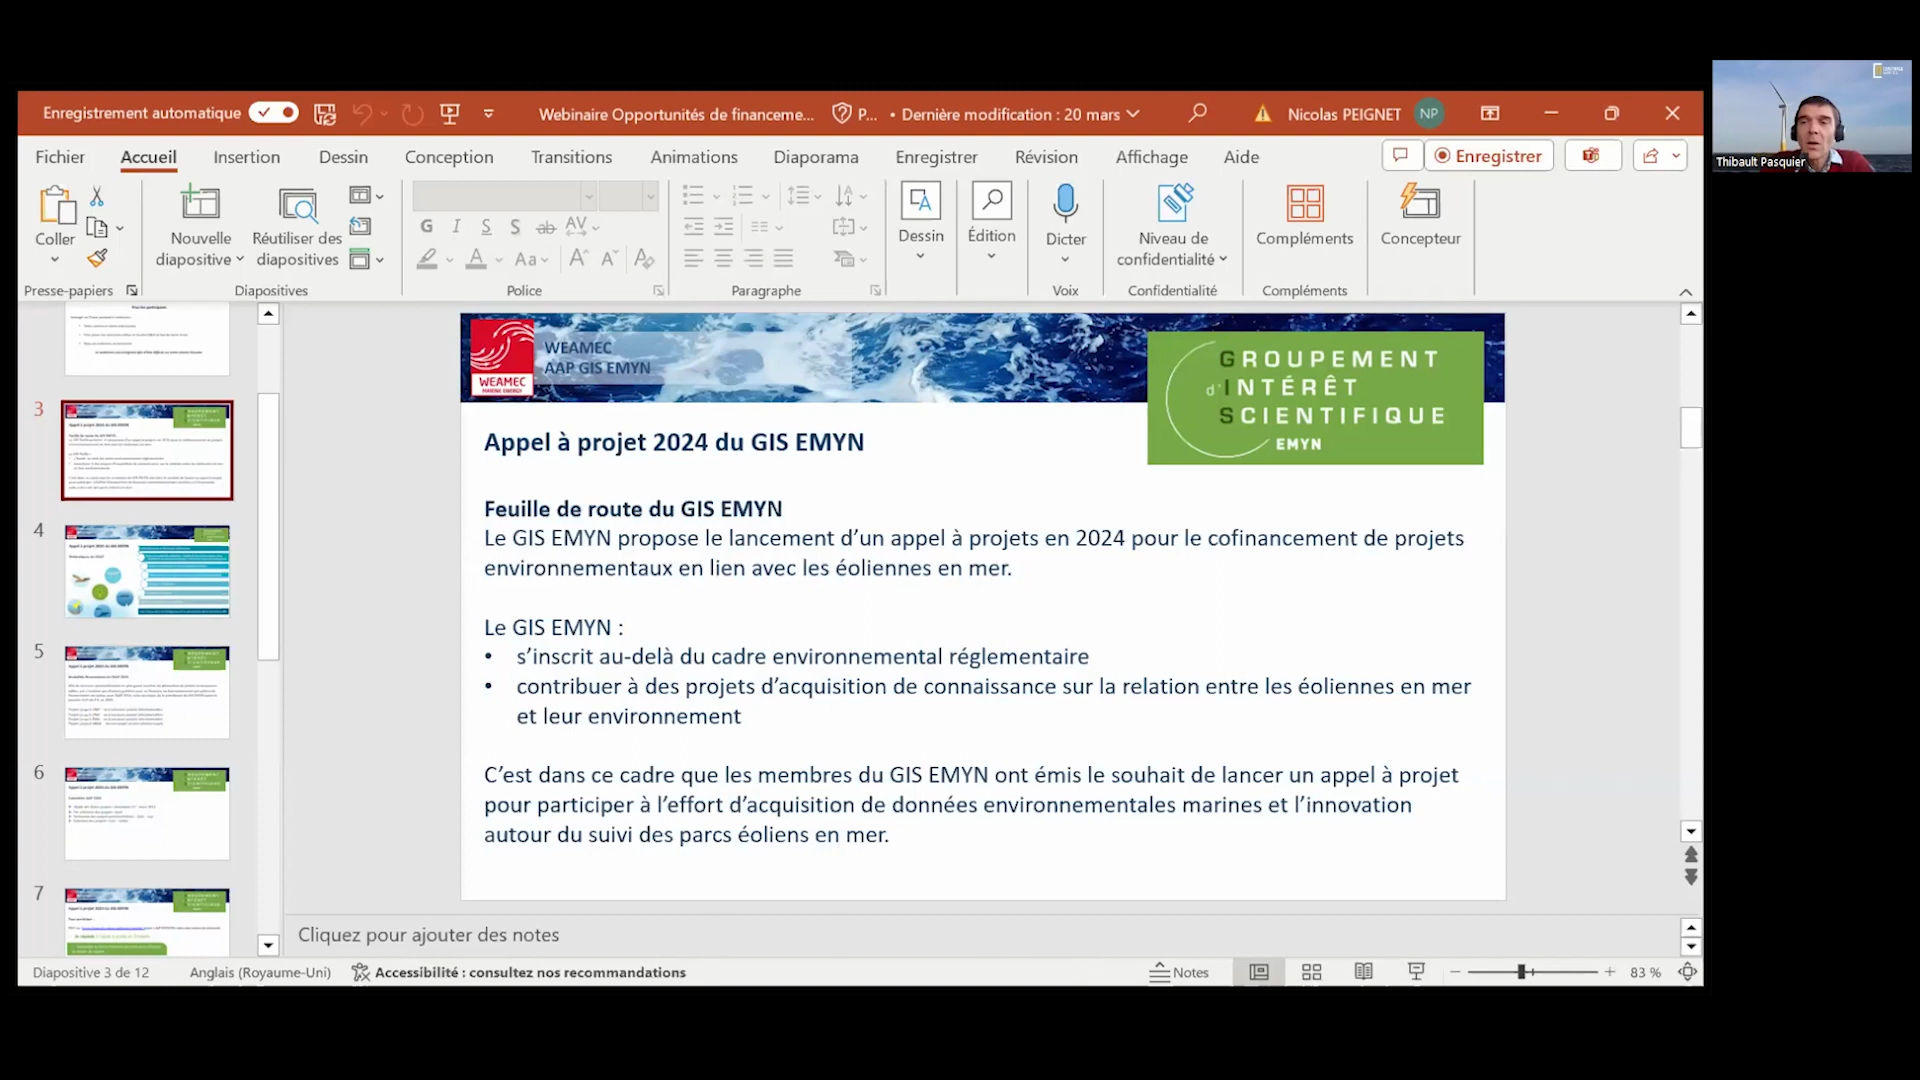 Enregistrement automatique
Webinaire Opportunités de financeme...
P... • Dernière modification : 20 mars
Nicolas PEIGNET
NP
Fichier
Accueil
Insertion
Dessin
Conception
Transitions
Animations
Diaporama
Enregistrer
Révision
Affichage
Aide
Enregistrer
Coller
Nouvelle
diapositive
Réutiliser des
diapositives
G I S S ab AV
A Aa A A A
Dessin
Édition
Dicter
Niveau de
confidentialité
Compléments
Concepteur
Presse-papiers
Diapositives
Police
Paragraphe
Voix
Confidentialité
Compléments
Thibault Pasquier
3
4
5
6
7
WEAMEC
AAP GIS EMYN
WEAMEC
MARINE ENERGY
GROUPEMENT
d'INTÉRÊT
SCIENTIFIQUE
EMYN
Appel à projet 2024 du GIS EMYN
Feuille de route du GIS EMYN
Le GIS EMYN propose le lancement d’un appel à projets en 2024 pour le cofinancement de projets
environnementaux en lien avec les éoliennes en mer.
Le GIS EMYN :
• s’inscrit au-delà du cadre environnemental réglementaire
• contribuer à des projets d’acquisition de connaissance sur la relation entre les éoliennes en mer
et leur environnement
C’est dans ce cadre que les membres du GIS EMYN ont émis le souhait de lancer un appel à projet
pour participer à l’effort d’acquisition de données environnementales marines et l’innovation
autour du suivi des parcs éoliens en mer.
Cliquez pour ajouter des notes
Diapositive 3 de 12
Anglais (Royaume-Uni)
Accessibilité : consultez nos recommandations
Notes
83 %